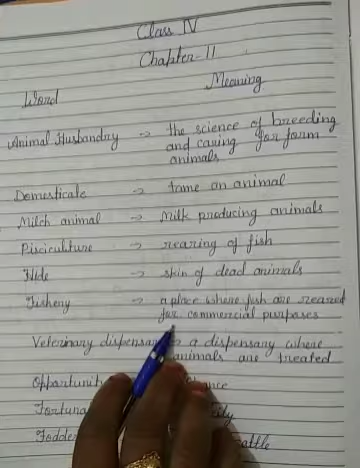 Class IV
Chapter-11
Word Meaning
Animal Husbandry → the science of breeding
and caring for form
animals
Domesticate → tame an animal
Milch animal → Milk producing animals
Pisciculture → rearing of fish
Hide → skin of dead animals
Fishery → a place where fish are reared
for commercial purposes
Veterinary dispensary → a dispensary where
animals are treated